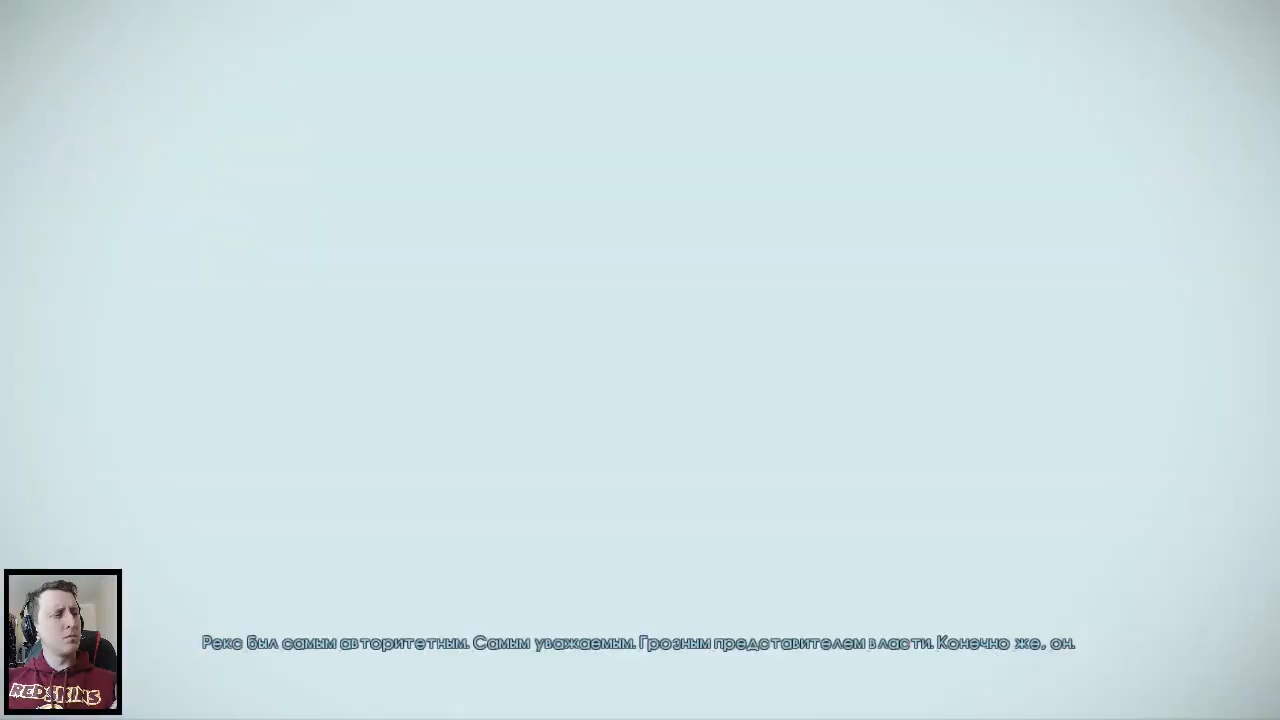 Рекс был самым авторитетным. Самым уважаемым. Грозным представителем власти. Конечно же, он.
REDSKINS